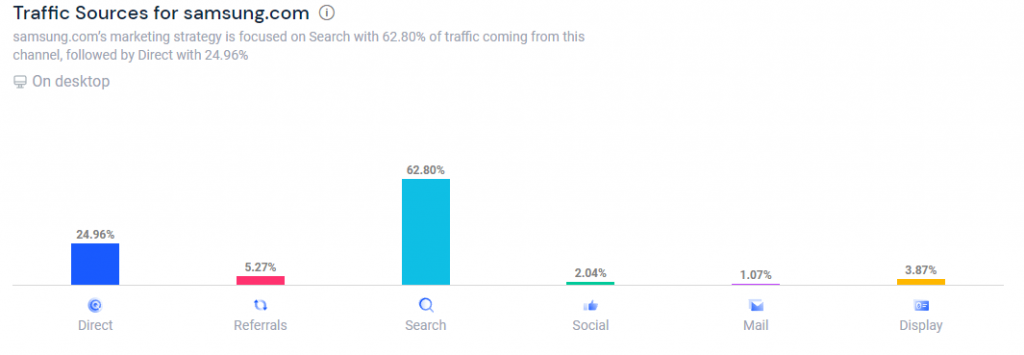 Traffic Sources for samsung.com
samsung.com's marketing strategy is focused on Search with 62.80% of traffic coming from this
channel, followed by Direct with 24.96%
On desktop
62.80%
24.96%
5.27%
2.04%
1.07%
3.87%
Direct
Referrals
Search
Social
Mail
Display